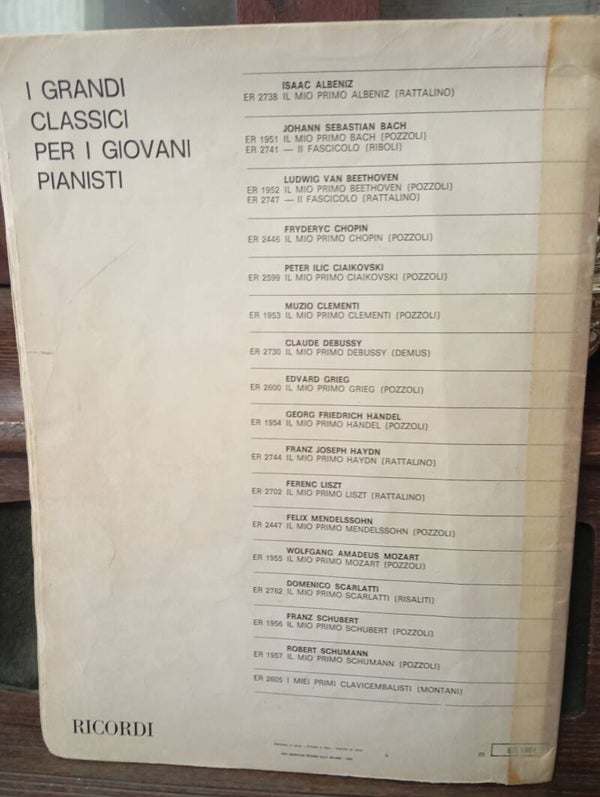 I GRANDI
CLASSICI
PER I GIOVANI
PIANISTI
ISAAC ALBENIZ
ER 2738 IL MIO PRIMO ALBENIZ (RATTALINO)
JOHANN SEBASTIAN BACH
ER 1951 IL MIO PRIMO BACH (POZZOLI)
ER 2741 — II FASCICOLO (RIBOLI)
LUDWIG VAN BEETHOVEN
ER 1952 IL MIO PRIMO BEETHOVEN (POZZOLI)
ER 2747 — II FASCICOLO (RATTALINO)
FRYDERYC CHOPIN
ER 2446 IL MIO PRIMO CHOPIN (POZZOLI)
PETER ILIC CIAIKOVSKI
ER 2599 IL MIO PRIMO CIAIKOVSKI (POZZOLI)
MUZIO CLEMENTI
ER 1953 IL MIO PRIMO CLEMENTI (POZZOLI)
CLAUDE DEBUSSY
ER 2730 IL MIO PRIMO DEBUSSY (DEMUS)
EDVARD GRIEG
ER 2600 IL MIO PRIMO GRIEG (POZZOLI)
GEORG FRIEDRICH HÄNDEL
ER 1954 IL MIO PRIMO HÄNDEL (POZZOLI)
FRANZ JOSEPH HAYDN
ER 2744 IL MIO PRIMO HAYDN (RATTALINO)
FERENC LISZT
ER 2702 IL MIO PRIMO LISZT (RATTALINO)
FELIX MENDELSSOHN
ER 2447 IL MIO PRIMO MENDELSSOHN (POZZOLI)
WOLFGANG AMADEUS MOZART
ER 1955 IL MIO PRIMO MOZART (POZZOLI)
DOMENICO SCARLATTI
ER 2762 IL MIO PRIMO SCARLATTI (RISALITI)
FRANZ SCHUBERT
ER 1956 IL MIO PRIMO SCHUBERT (POZZOLI)
ROBERT SCHUMANN
ER 1957 IL MIO PRIMO SCHUMANN (POZZOLI)
ER 2605 I MIEI PRIMI CLAVICEMBALISTI (MONTANI)
RICORDI